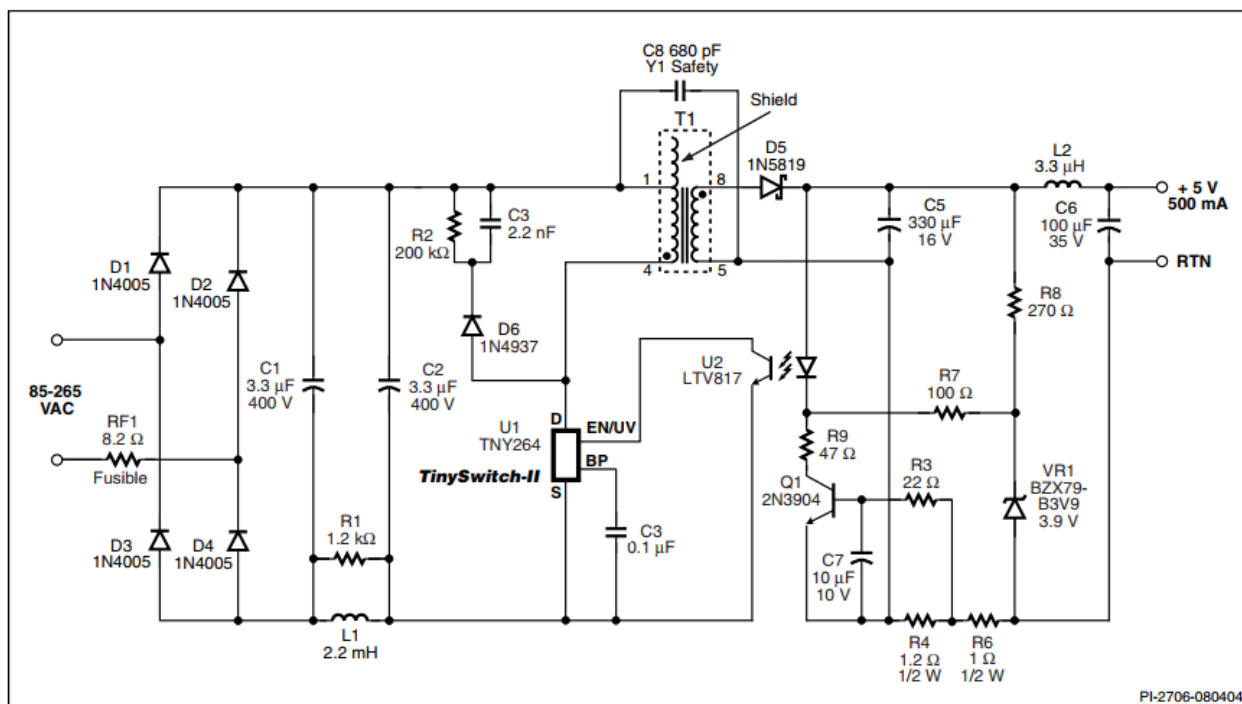 C8 680 pF
Y1 Safety
Shield
T1
D5
1N5819
L2
3.3 μH
1
8
+ 5 V
500 mA
C3
2.2 nF
R2
200 kΩ
C5
330 μF
16 V
C6
100 μF
35 V
4
5
RTN
D1
1N4005
D2
1N4005
R8
270 Ω
D6
1N4937
U2
LTV817
C1
3.3 μF
400 V
C2
3.3 μF
400 V
R7
100 Ω
85-265
VAC
RF1
8.2 Ω
Fusible
D
EN/UV
U1
TNY264
BP
TinySwitch-II
S
R9
47 Ω
Q1
2N3904
R3
22 Ω
VR1
BZX79-
B3V9
3.9 V
R1
1.2 kΩ
D3
1N4005
D4
1N4005
C3
0.1 μF
C7
10 μF
10 V
L1
2.2 mH
R4
1.2 Ω
1/2 W
R6
1 Ω
1/2 W
PI-2706-080404